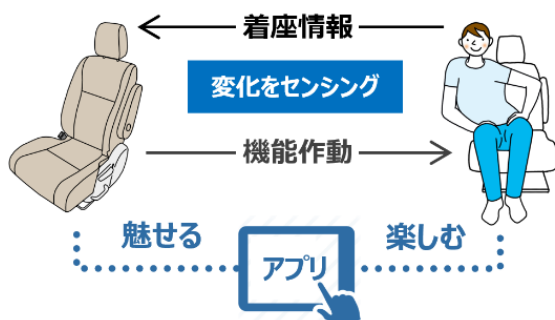 着座情報
変化をセンシング
機能作動
魅せる
楽しむ
アプリ